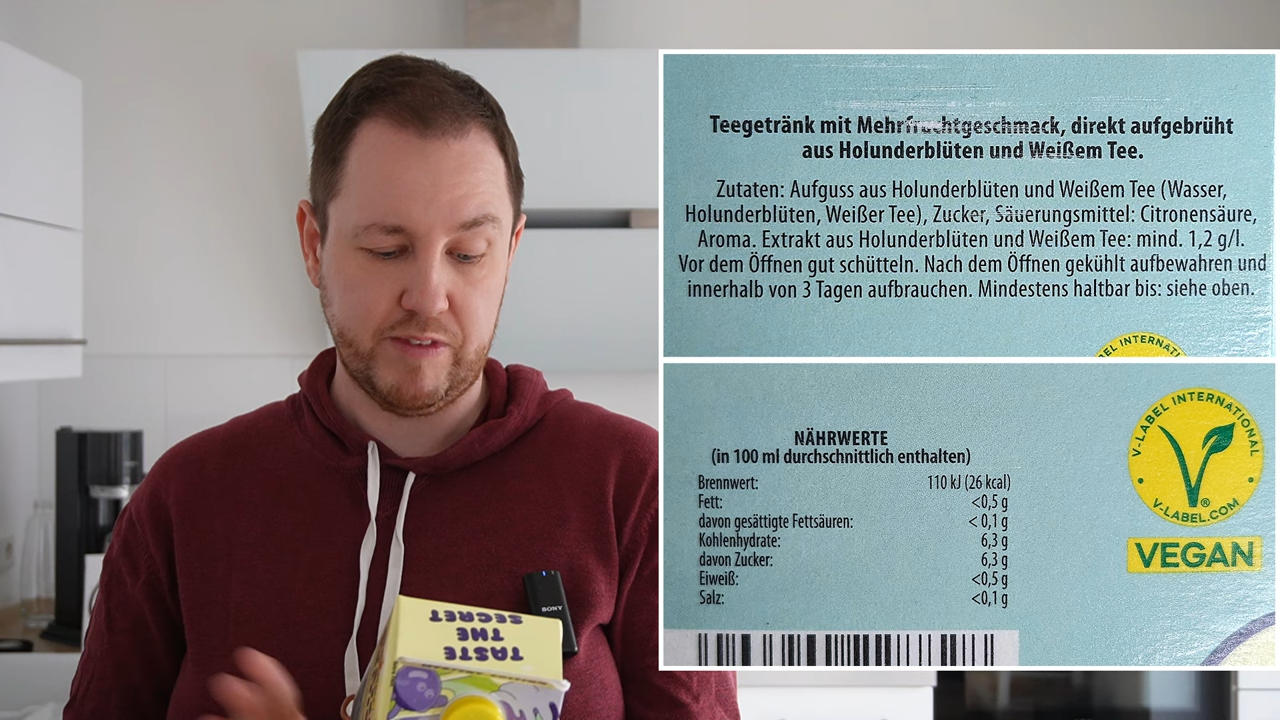 Teegetränk mit Mehrfruchtgeschmack, direkt aufgebrüht
aus Holunderblüten und Weißem Tee.
Zutaten: Aufguss aus Holunderblüten und Weißem Tee (Wasser,
Holunderblüten, Weißer Tee), Zucker, Säuerungsmittel: Citronensäure,
Aroma. Extrakt aus Holunderblüten und Weißem Tee: mind. 1,2 g/l.
Vor dem Öffnen gut schütteln. Nach dem Öffnen gekühlt aufbewahren und
innerhalb von 3 Tagen aufbrauchen. Mindestens haltbar bis: siehe oben.
NÄHRWERTE
(in 100 ml durchschnittlich enthalten)
Brennwert: 110 kJ (26 kcal)
Fett: <0,5 g
davon gesättigte Fettsäuren: < 0,1 g
Kohlenhydrate: 6,3 g
davon Zucker: 6,3 g
Eiweiß: <0,5 g
Salz: <0,1 g
V-LABEL INTERNATIONAL
V-LABEL.COM
®
VEGAN
SONY
TASTE
THE
SECRET